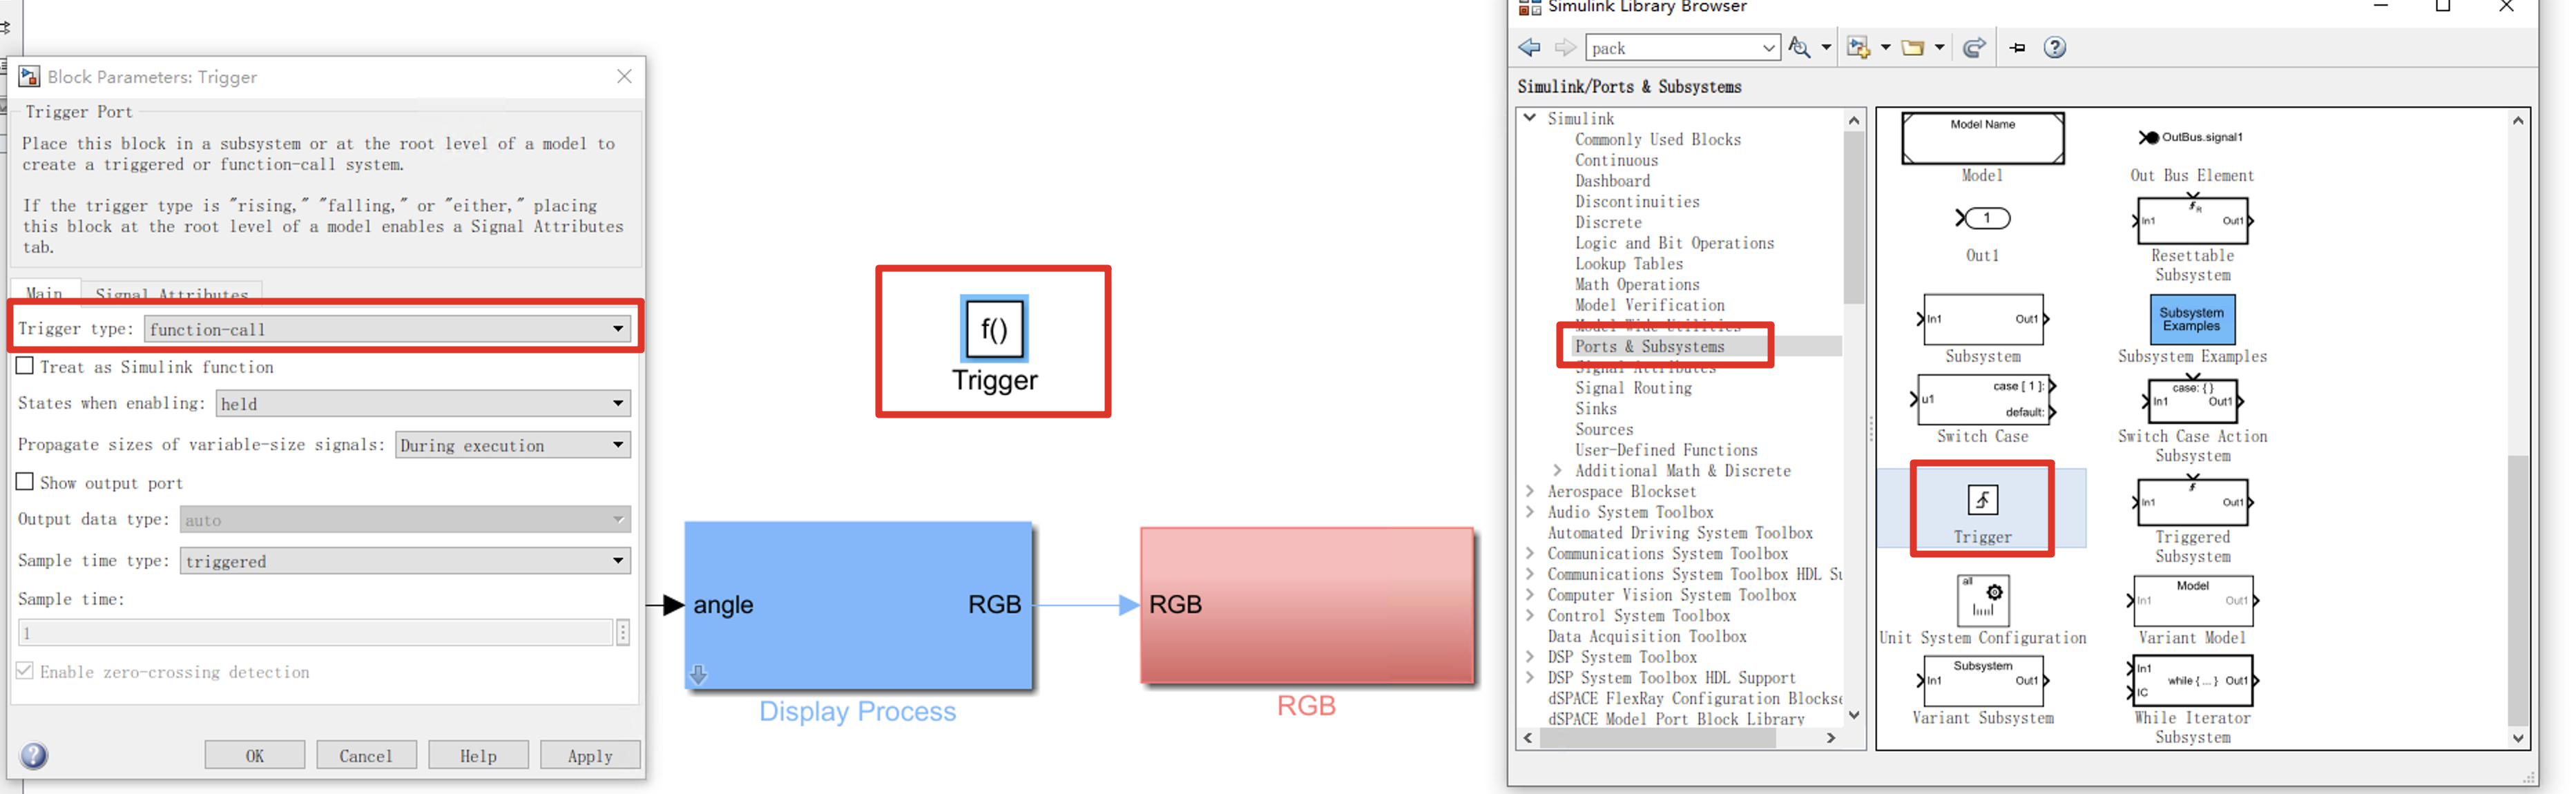 Block Parameters: Trigger
Trigger Port
Place this block in a subsystem or at the root level of a model to
create a triggered or function-call system.
If the trigger type is "rising," "falling," or "either," placing
this block at the root level of a model enables a Signal Attributes
tab.
Main
Signal Attributes
Trigger type: function-call
Treat as Simulink function
States when enabling: held
Propagate sizes of variable-size signals: During execution
Show output port
Output data type: auto
Sample time type: triggered
Sample time:
1
Enable zero-crossing detection
OK
Cancel
Help
Apply
f()
Trigger
angle
RGB
Display Process
RGB
RGB
Simulink Library Browser
pack
Simulink/Ports & Subsystems
Simulink
Commonly Used Blocks
Continuous
Dashboard
Discontinuities
Discrete
Logic and Bit Operations
Lookup Tables
Math Operations
Model Verification
Model-Wide Utilities
Ports & Subsystems
Signal Attributes
Signal Routing
Sinks
Sources
User-Defined Functions
Additional Math & Discrete
Aerospace Blockset
Audio System Toolbox
Automated Driving System Toolbox
Communications System Toolbox
Communications System Toolbox HDL Su
Computer Vision System Toolbox
Control System Toolbox
Data Acquisition Toolbox
DSP System Toolbox
DSP System Toolbox HDL Support
dSPACE FlexRay Configuration Blockse
dSPACE Model Port Block Library
Model Name
Model
OutBus.signal1
Out Bus Element
1
Out1
In1
Out1
Resettable
Subsystem
In1
Out1
Subsystem
Subsystem
Examples
Subsystem Examples
u1
case [ 1 ]:
default:
Switch Case
case: { }
In1
Out1
Switch Case Action
Subsystem
Trigger
In1
Out1
Triggered
Subsystem
all
Unit System Configuration
Model
In1
Out1
Variant Model
Subsystem
In1
Out1
Variant Subsystem
In1
IC
while { ... }
Out1
While Iterator
Subsystem